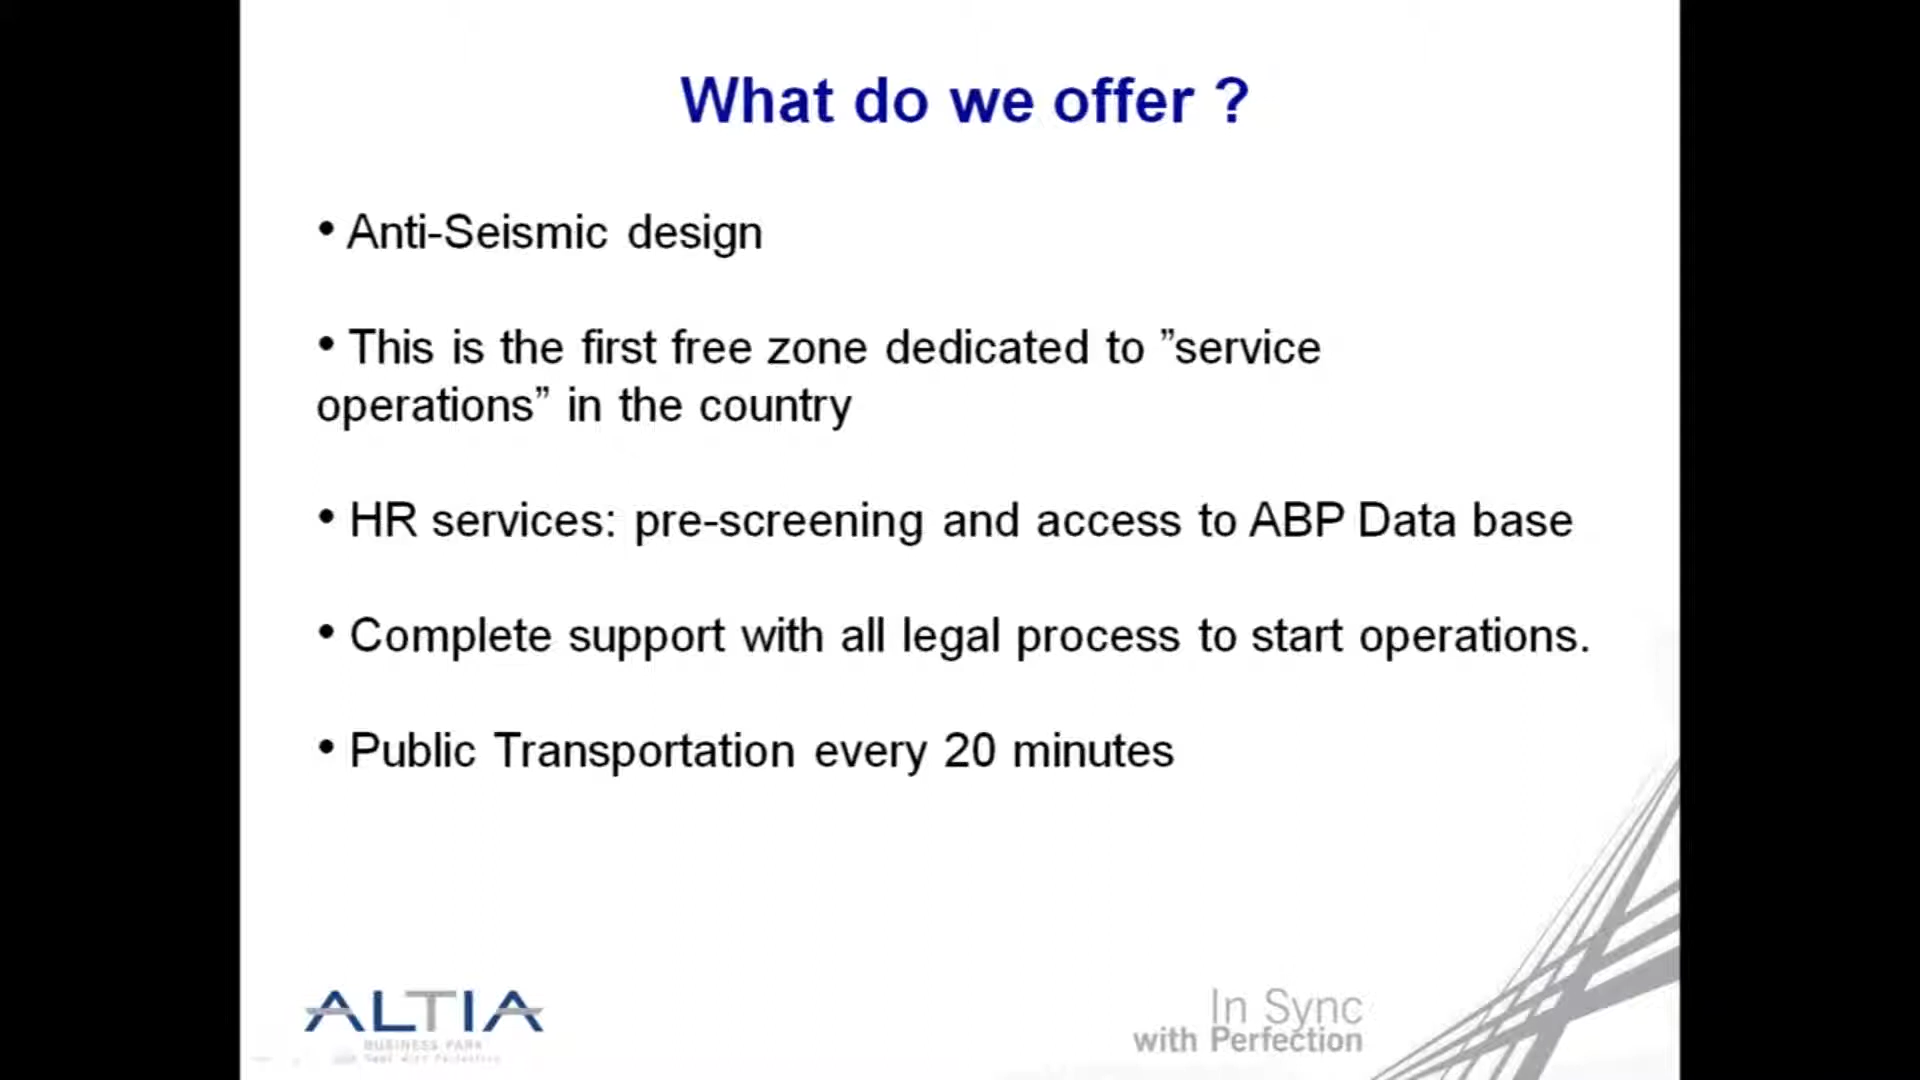 What do we offer ?
• Anti-Seismic design
• This is the first free zone dedicated to ”service
operations” in the country
• HR services: pre-screening and access to ABP Data base
• Complete support with all legal process to start operations.
• Public Transportation every 20 minutes
ALTIA
BUSINESS PARK
In Sync
with Perfection